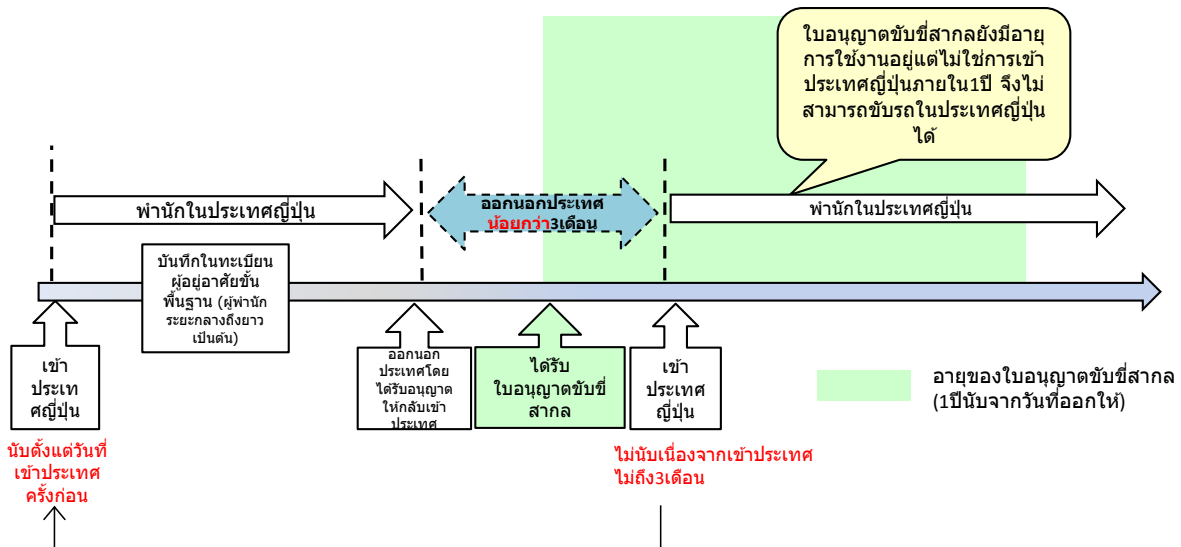 ใบอนุญาตขับขี่สากลยังมีอายุ
การใช้งานอยู่แต่ไม่ใช่การเข้า
ประเทศญี่ปุ่นภายใน1ปี จึงไม่
สามารถขับรถในประเทศญี่ปุ่น
ได้
พำนักในประเทศญี่ปุ่น
ออกนอกประเทศ
น้อยกว่า3เดือน
พำนักในประเทศญี่ปุ่น
บันทึกในทะเบียน
ผู้อยู่อาศัยขั้น
พื้นฐาน (ผู้พำนัก
ระยะกลางถึงยาว
เป็นต้น)
เข้า
ประเท
ศญี่ปุ่น
ออกนอก
ประเทศโดย
ได้รับอนุญาต
ให้กลับเข้า
ประเทศ
ได้รับ
ใบอนุญาตขับขี่
สากล
เข้า
ประเทศ
ญี่ปุ่น
อายุของใบอนุญาตขับขี่สากล
(1ปีนับจากวันที่ออกให้)
นับตั้งแต่วันที่
เข้าประเทศ
ครั้งก่อน
ไม่นับเนื่องจากเข้าประเทศ
ไม่ถึง3เดือน